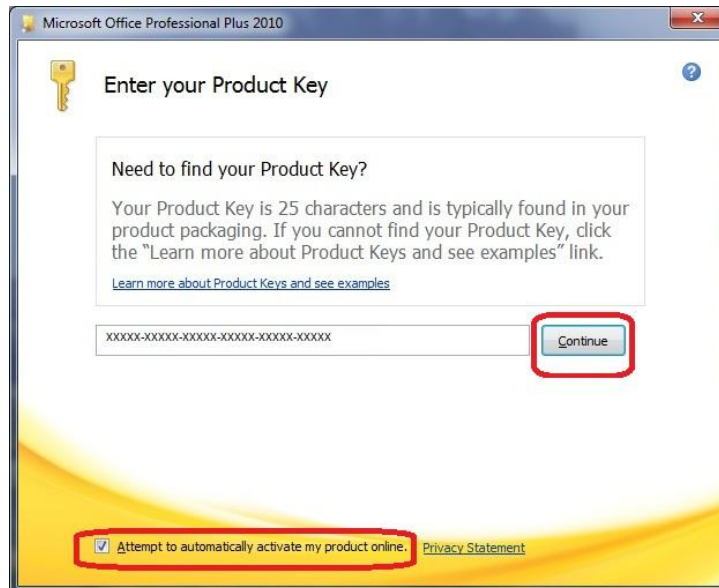 Microsoft Office Professional Plus 2010
Enter your Product Key
Need to find your Product Key?
Your Product Key is 25 characters and is typically found in your
product packaging. If you cannot find your Product Key, click
the “Learn more about Product Keys and see examples” link.
Learn more about Product Keys and see examples
XXXXX-XXXXX-XXXXX-XXXXX-XXXXX-XXXXX
Continue
Attempt to automatically activate my product online. Privacy Statement